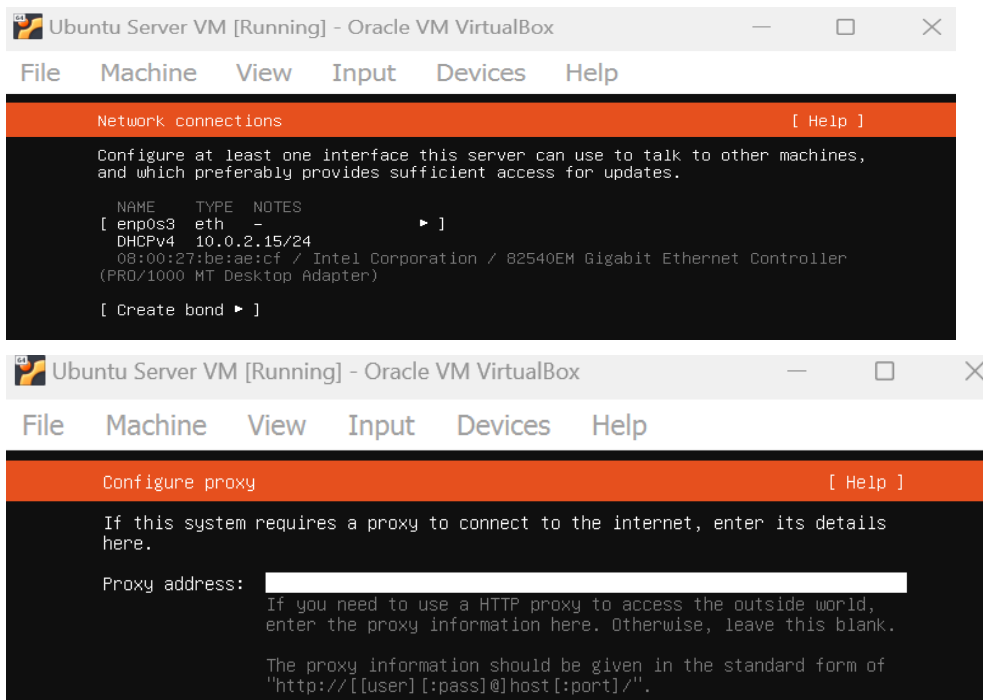 Ubuntu Server VM [Running] - Oracle VM VirtualBox
File Machine View Input Devices Help
Network connections [ Help ]
Configure at least one interface this server can use to talk to other machines,
and which preferably provides sufficient access for updates.
NAME TYPE NOTES
[ enp0s3 eth - ▸ ]
DHCPv4 10.0.2.15/24
08:00:27:be:ae:cf / Intel Corporation / 82540EM Gigabit Ethernet Controller
(PRO/1000 MT Desktop Adapter)
[ Create bond ▸ ]
Ubuntu Server VM [Running] - Oracle VM VirtualBox
File Machine View Input Devices Help
Configure proxy [ Help ]
If this system requires a proxy to connect to the internet, enter its details
here.
Proxy address:
If you need to use a HTTP proxy to access the outside world,
enter the proxy information here. Otherwise, leave this blank.
The proxy information should be given in the standard form of
"http://[[user][:pass]@]host[:port]/".